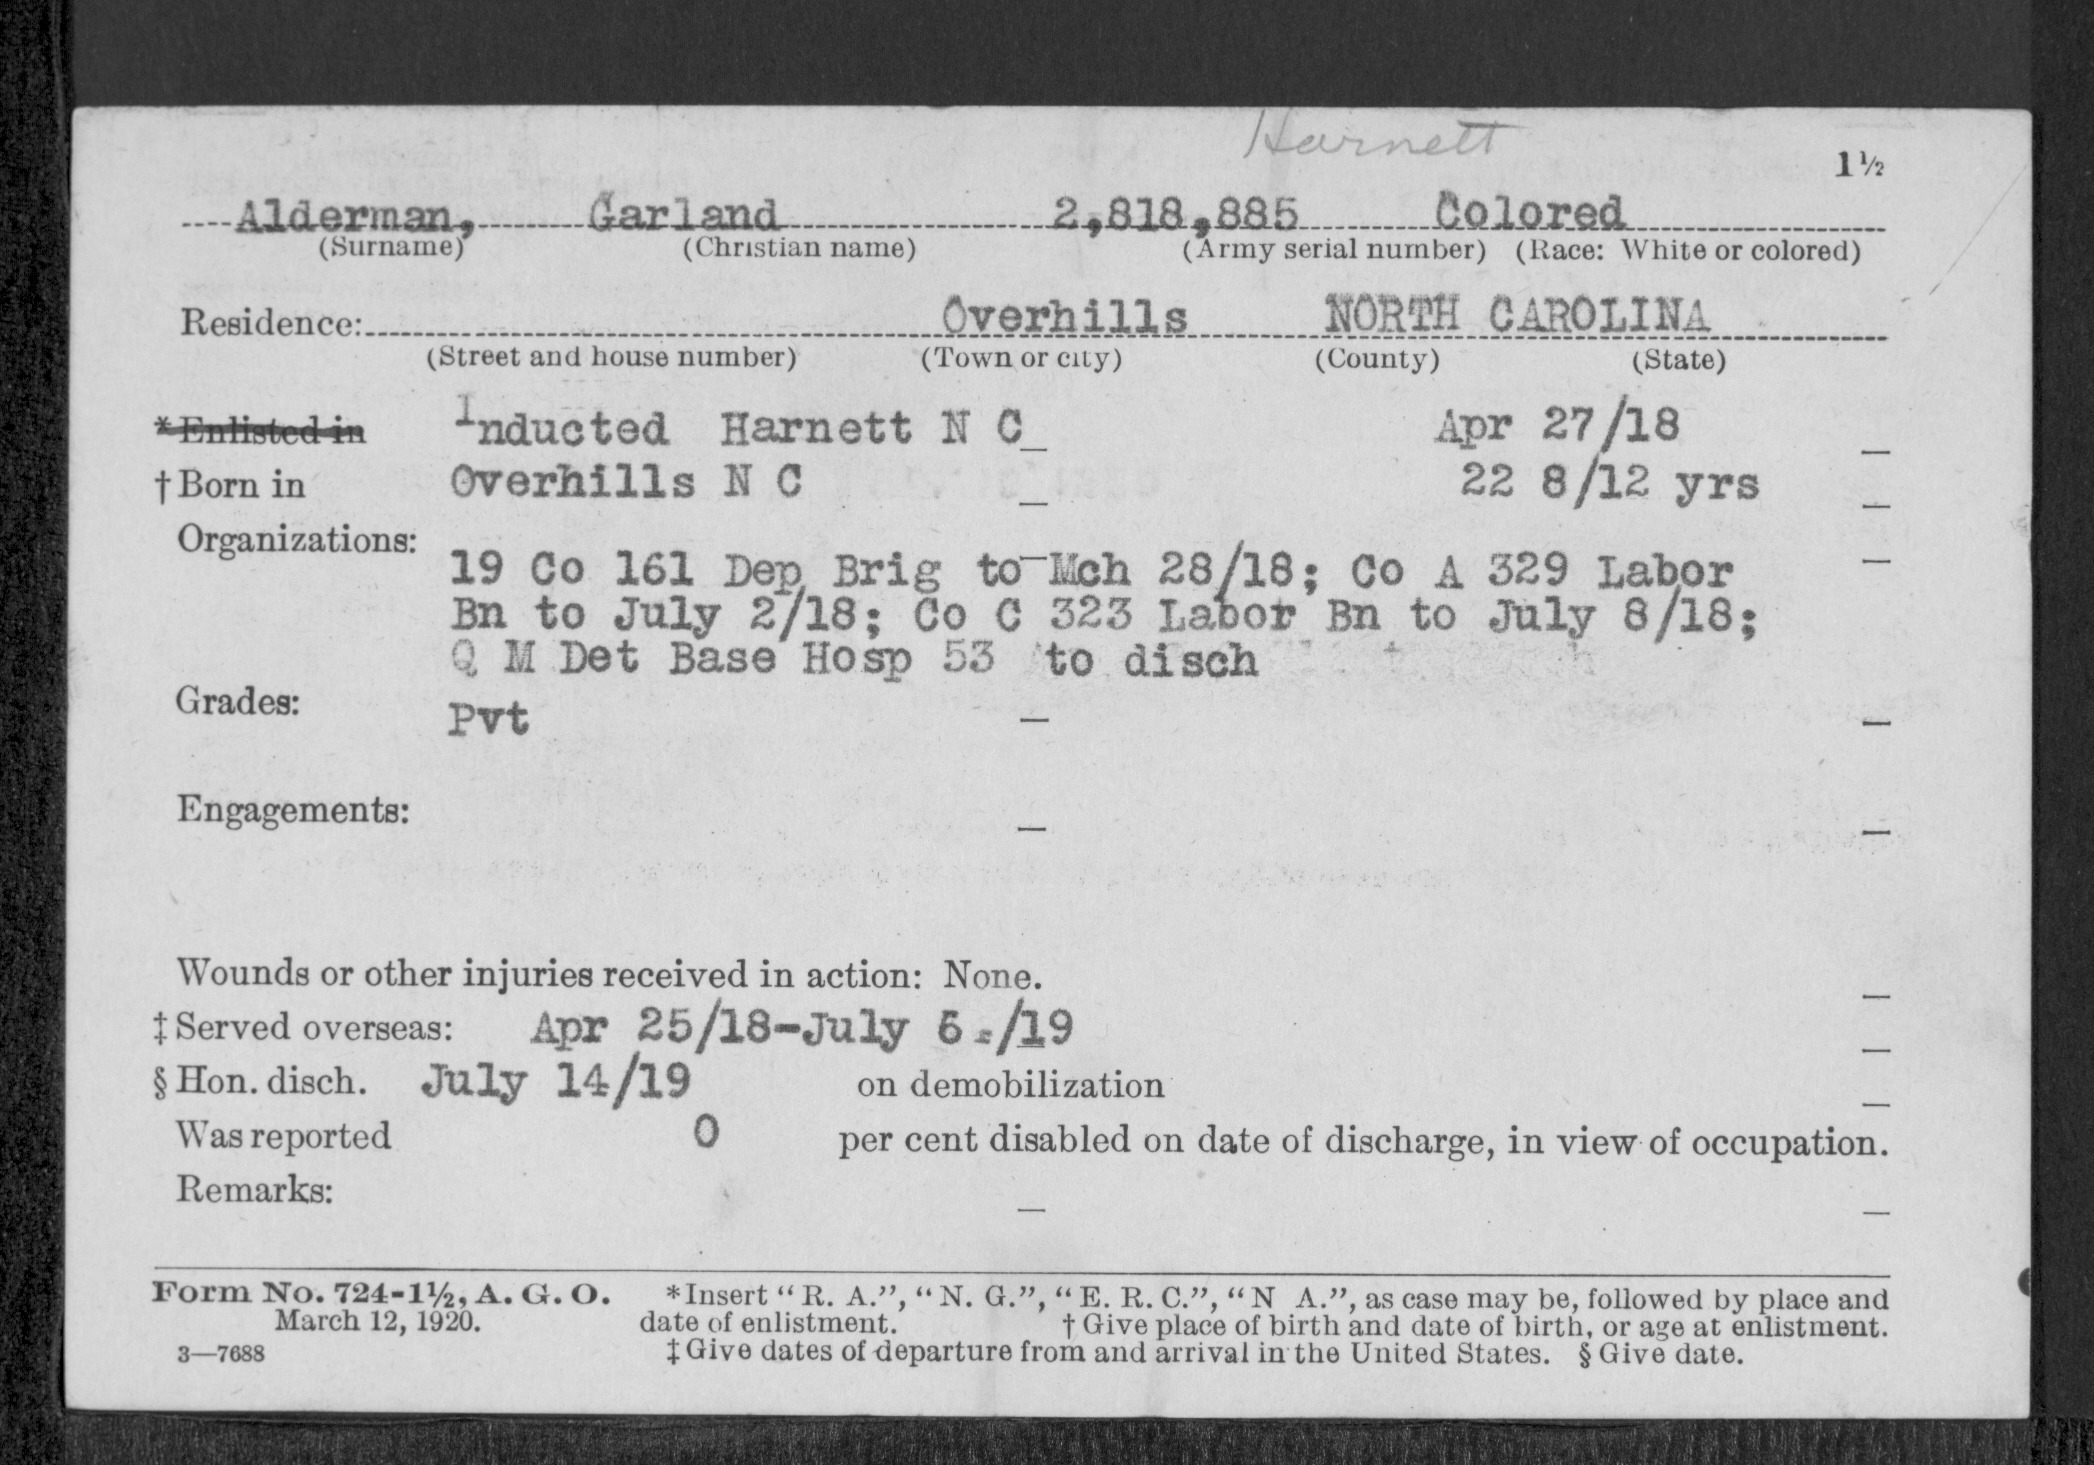 Harnett
1½
Alderman, Garland 2,818,885 Colored
(Surname) (Christian name) (Army serial number) (Race: White or colored)
Residence: Overhills NORTH CAROLINA
(Street and house number) (Town or city) (County) (State)
*Enlisted in Inducted Harnett N C Apr 27/18
†Born in Overhills N C 22 8/12 yrs
Organizations:
19 Co 161 Dep Brig to Mch 28/18; Co A 329 Labor
Bn to July 2/18; Co C 323 Labor Bn to July 8/18;
Q M Det Base Hosp 53 to disch
Grades: Pvt
Engagements:
Wounds or other injuries received in action: None.
‡Served overseas: Apr 25/18-July /19
§Hon. disch. July 14/19 on demobilization
Was reported 0 per cent disabled on date of discharge, in view of occupation.
Remarks:
Form No. 724-1½, A. G. O. *Insert “R. A.”, “N. G.”, “E. R. C.”, “N A.”, as case may be, followed by place and
March 12, 1920. date of enlistment. †Give place of birth and date of birth, or age at enlistment.
3—7688 ‡Give dates of departure from and arrival in the United States. §Give date.